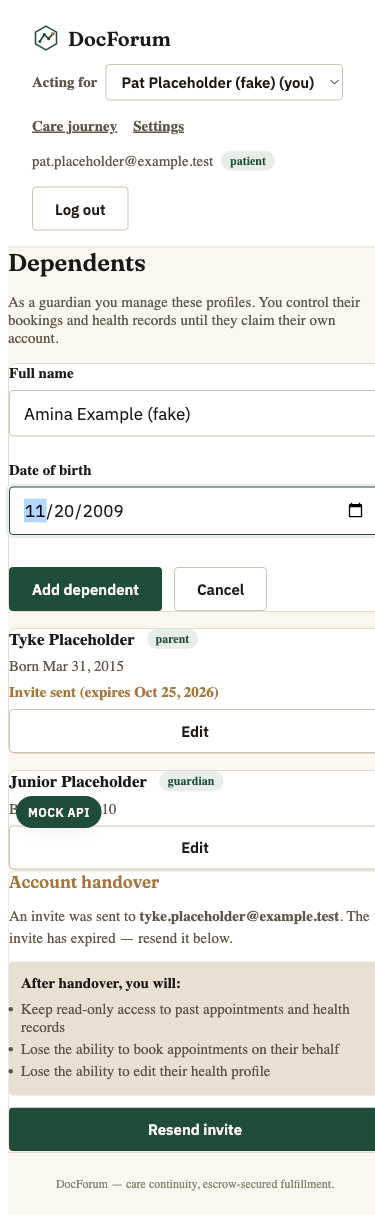 DocForum
Acting for Pat Placeholder (fake) (you)
Care journey Settings
pat.placeholder@example.test patient
Log out
Dependents
As a guardian you manage these profiles. You control their
bookings and health records until they claim their own
account.
Full name
Amina Example (fake)
Date of birth
11/20/2009
Add dependent Cancel
Tyke Placeholder parent
Born Mar 31, 2015
Invite sent (expires Oct 25, 2026)
Edit
Junior Placeholder guardian
MOCK API
Edit
Account handover
An invite was sent to tyke.placeholder@example.test. The
invite has expired — resend it below.
After handover, you will:
• Keep read-only access to past appointments and health
records
• Lose the ability to book appointments on their behalf
• Lose the ability to edit their health profile
Resend invite
DocForum — care continuity, escrow-secured fulfillment.